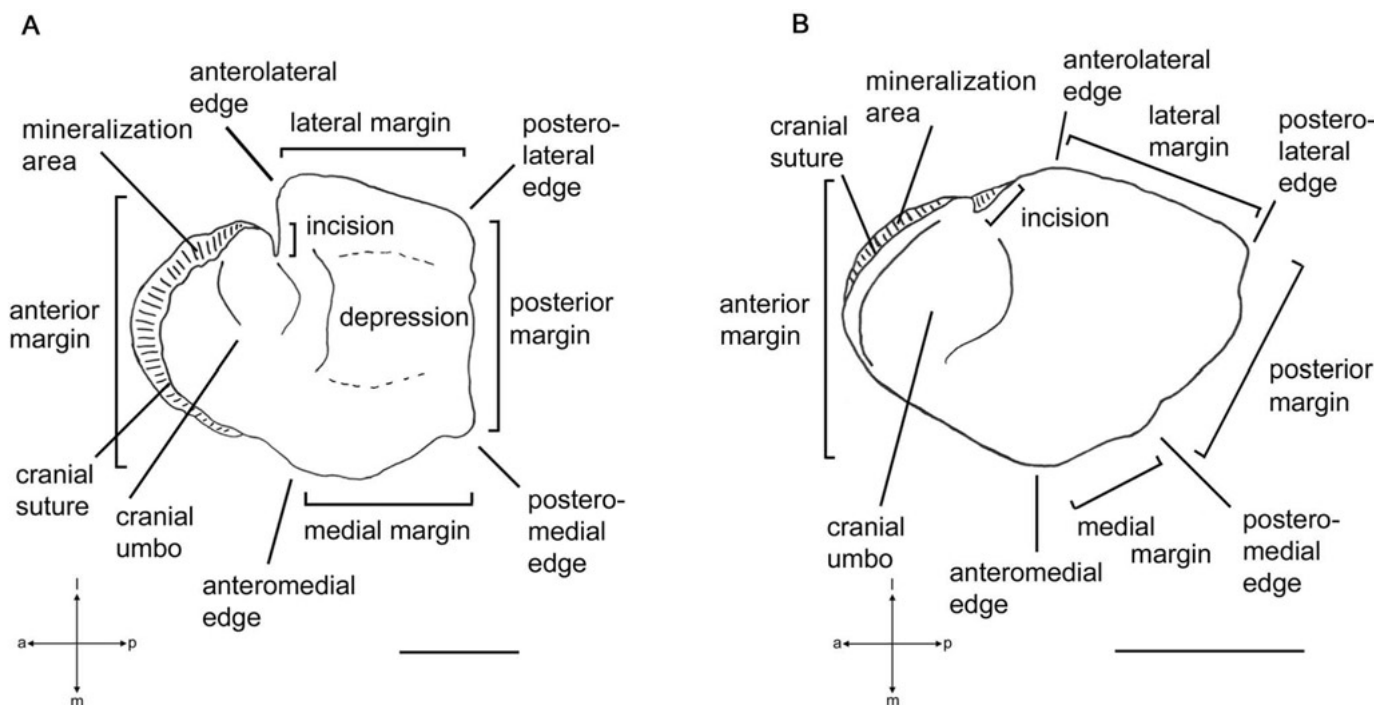 A
anterolateral
edge
mineralization
area
lateral margin
postero-
lateral
edge
incision
anterior
margin
depression
posterior
margin
cranial
suture
cranial
umbo
medial margin
postero-
medial
edge
anteromedial
edge
l
a
p
m
B
mineralization
area
anterolateral
edge
cranial
suture
lateral
margin
postero-
lateral
edge
incision
anterior
margin
posterior
margin
cranial
umbo
medial
margin
postero-
medial
edge
anteromedial
edge
l
a
p
m